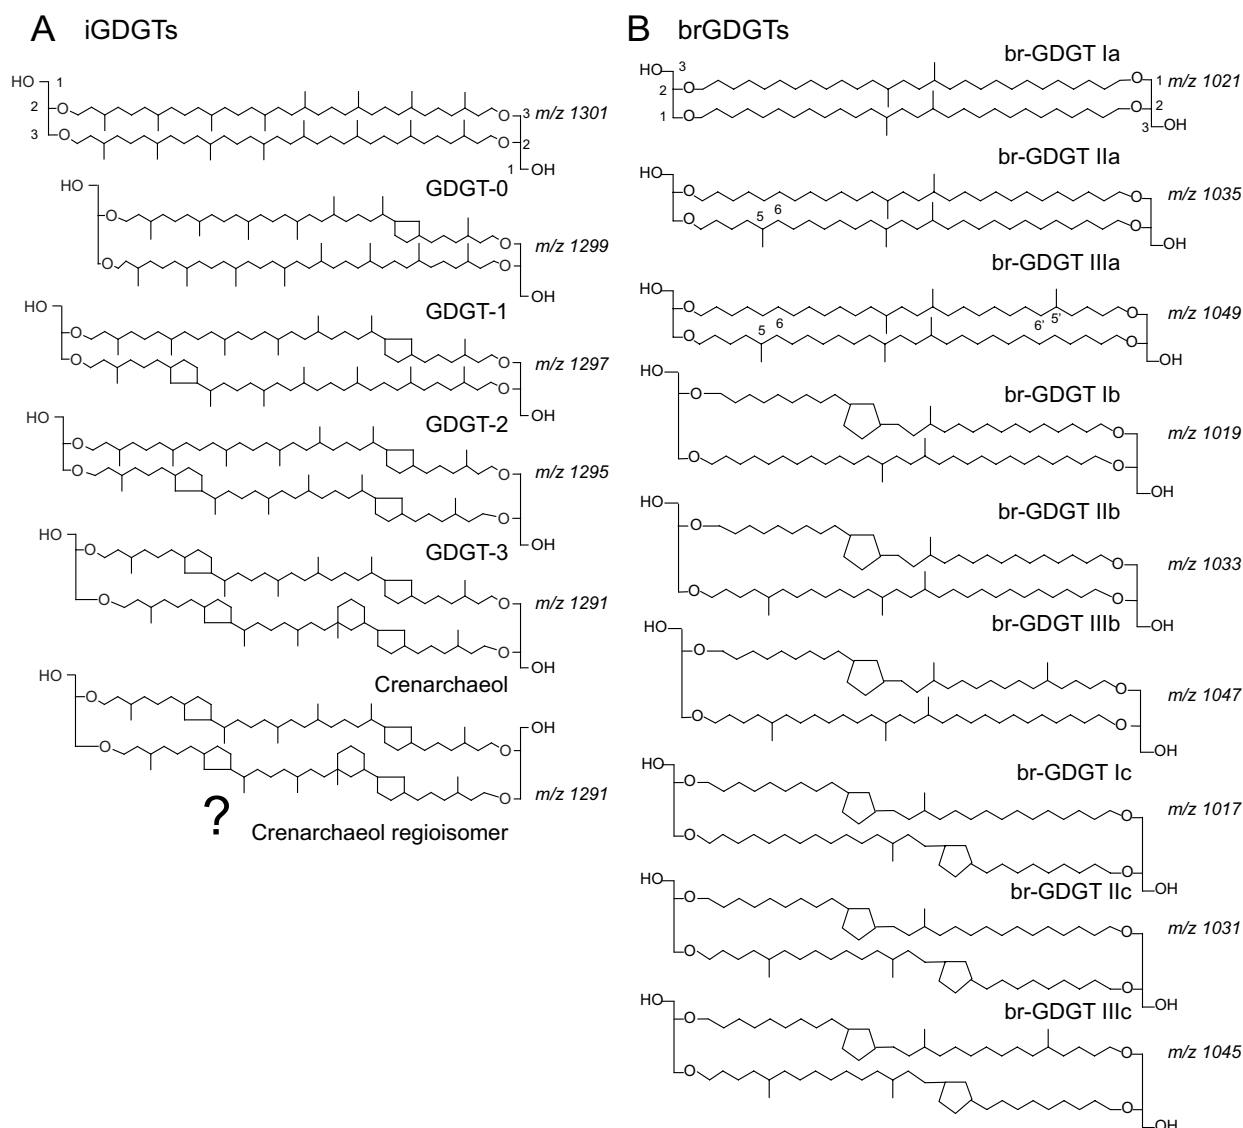 A iGDGTs
HO 1
2 O
3 O
O 3 m/z 1301
O 2
1 OH
GDGT-0
HO
O
O
O m/z 1299
O
OH
GDGT-1
HO
O
O
O m/z 1297
O
OH
GDGT-2
HO
O
O
O m/z 1295
O
OH
GDGT-3
HO
O
O
O m/z 1291
O
OH
Crenarchaeol
HO
O
O
OH
O
O m/z 1291
?
Crenarchaeol regioisomer
B brGDGTs
br-GDGT Ia
HO 3
2 O
1 O
O 1 m/z 1021
O 2
3 OH
br-GDGT IIa
HO
O
O
5 6
O m/z 1035
O
OH
br-GDGT IIIa
HO
O
O
5 6
6' 5'
O m/z 1049
O
OH
br-GDGT Ib
HO
O
O
O m/z 1019
O
OH
br-GDGT IIb
HO
O
O
O m/z 1033
O
OH
br-GDGT IIIb
HO
O
O
O m/z 1047
O
OH
br-GDGT Ic
HO
O
O
O m/z 1017
O
OH
br-GDGT IIc
HO
O
O
O m/z 1031
O
OH
br-GDGT IIIc
HO
O
O
O m/z 1045
O
OH